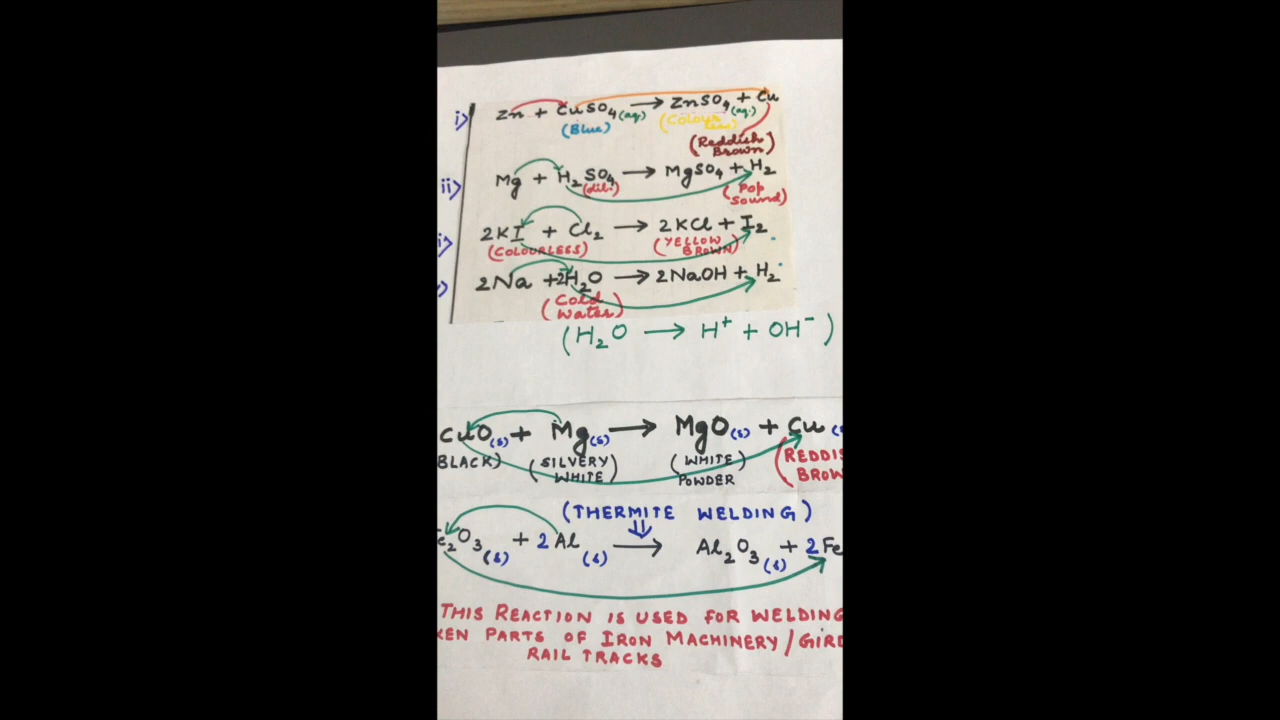 i) Zn + CuSO₄(aq.) → ZnSO₄(aq.) + Cu
(Blue) (Colourless)
(Reddish Brown)
ii) Mg + H₂SO₄ → MgSO₄ + H₂
(dil.) (Pop Sound)
2KI + Cl₂ → 2KCl + I₂
(COLOURLESS) (YELLOW BROWN)
2Na + 2H₂O → 2NaOH + H₂
(Cold Water)
(H₂O → H⁺ + OH⁻)
CuO(s) + Mg(s) → MgO(s) + Cu (s
BLACK) (SILVERY WHITE) (WHITE) POWDER (REDDIS BROW
(THERMITE WELDING)
e₂O₃(s) + 2Al(s) → Al₂O₃(s) + 2Fe
THIS REACTION IS USED FOR WELDING
KEN PARTS OF IRON MACHINERY/GIRD
RAIL TRACKS